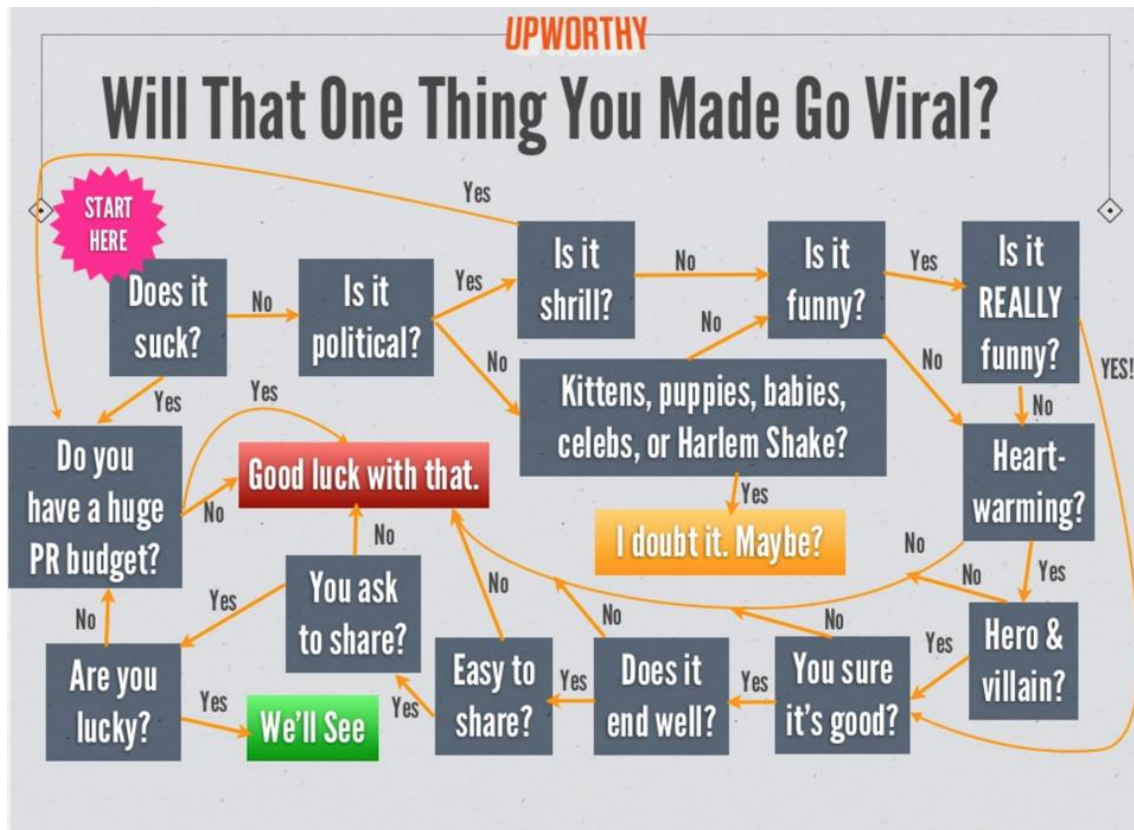 UPWORTHY
Will That One Thing You Made Go Viral?
START
HERE
Does it
suck?
No
Yes
Is it
political?
Yes
No
Yes
Is it
shrill?
No
Is it
funny?
Yes
No
Is it
REALLY
funny?
YES!
No
Kittens, puppies, babies,
celebs, or Harlem Shake?
No
Yes
I doubt it. Maybe?
Heart-
warming?
No
Yes
Hero &
villain?
No
Yes
You sure
it's good?
No
Yes
Does it
end well?
No
Yes
Easy to
share?
No
Yes
You ask
to share?
No
Yes
Are you
lucky?
No
Yes
We'll See
Do you
have a huge
PR budget?
Yes
No
Good luck with that.